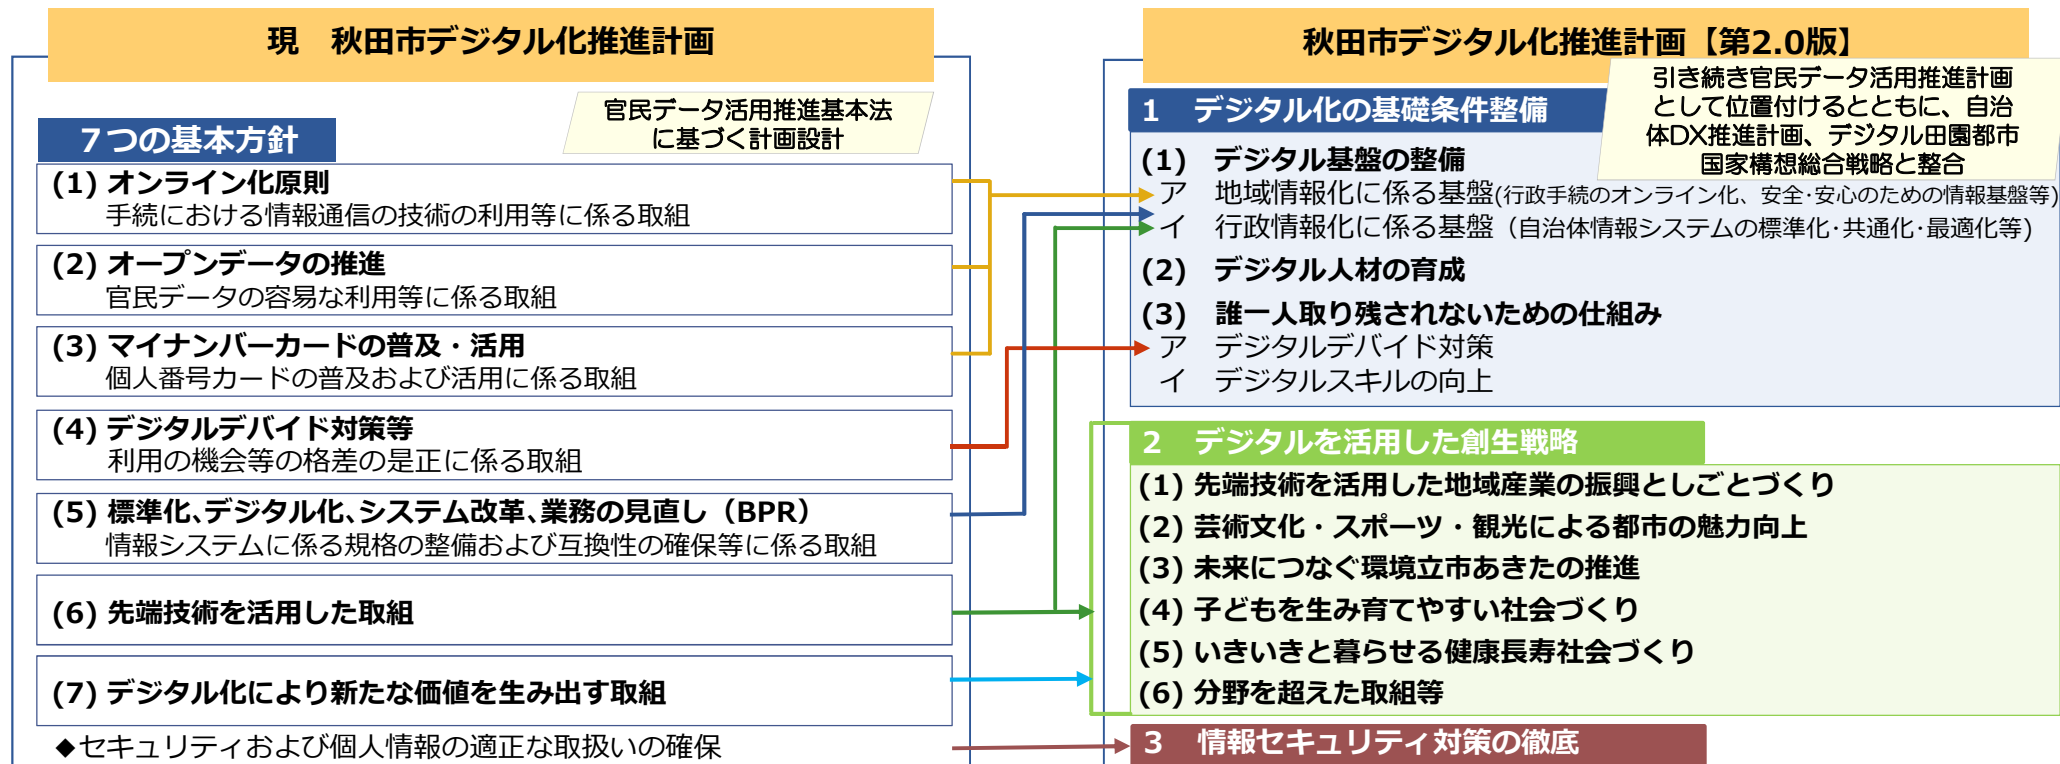 現 秋田市デジタル化推進計画
官民データ活用推進基本法
に基づく計画設計
7つの基本方針
(1) オンライン化原則
手続における情報通信の技術の利用等に係る取組
(2) オープンデータの推進
官民データの容易な利用等に係る取組
(3) マイナンバーカードの普及・活用
個人番号カードの普及および活用に係る取組
(4) デジタルデバイド対策等
利用の機会等の格差の是正に係る取組
(5) 標準化、デジタル化、システム改革、業務の見直し（BPR）
情報システムに係る規格の整備および互換性の確保等に係る取組
(6) 先端技術を活用した取組
(7) デジタル化により新たな価値を生み出す取組
◆セキュリティおよび個人情報の適正な取扱いの確保
秋田市デジタル化推進計画【第2.0版】
引き続き官民データ活用推進計画
として位置付けるとともに、自治
体DX推進計画、デジタル田園都市
国家構想総合戦略と整合
1 デジタル化の基礎条件整備
(1) デジタル基盤の整備
ア 地域情報化に係る基盤(行政手続のオンライン化、安全・安心のための情報基盤等)
イ 行政情報化に係る基盤（自治体情報システムの標準化・共通化・最適化等)
(2) デジタル人材の育成
(3) 誰一人取り残されないための仕組み
ア デジタルデバイド対策
イ デジタルスキルの向上
2 デジタルを活用した創生戦略
(1) 先端技術を活用した地域産業の振興としごとづくり
(2) 芸術文化・スポーツ・観光による都市の魅力向上
(3) 未来につなぐ環境立市あきたの推進
(4) 子どもを生み育てやすい社会づくり
(5) いきいきと暮らせる健康長寿社会づくり
(6) 分野を超えた取組等
3 情報セキュリティ対策の徹底